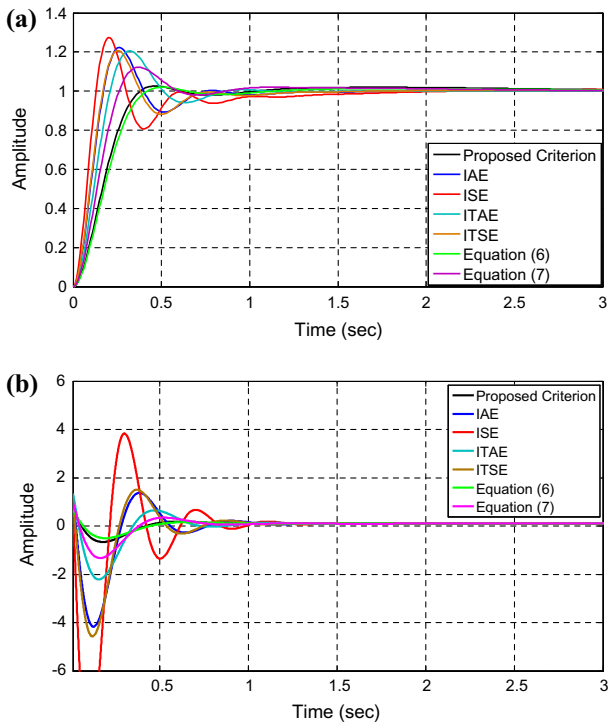 (a)
1.4
1.2
1
0.8
0.6
0.4
0.2
0
Amplitude
Proposed Criterion
IAE
ISE
ITAE
ITSE
Equation (6)
Equation (7)
0 0.5 1 1.5 2 2.5 3
Time (sec)
(b)
6
4
2
0
-2
-4
-6
Amplitude
Proposed Criterion
IAE
ISE
ITAE
ITSE
Equation (6)
Equation (7)
0.5 1 1.5 2 2.5 3
Time (sec)